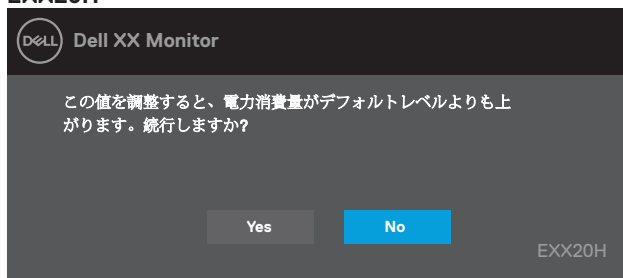 EXX20H
DELL Dell XX Monitor
この値を調整すると、電力消費量がデフォルトレベルよりも上
がります。続行しますか?
Yes No
EXX20H